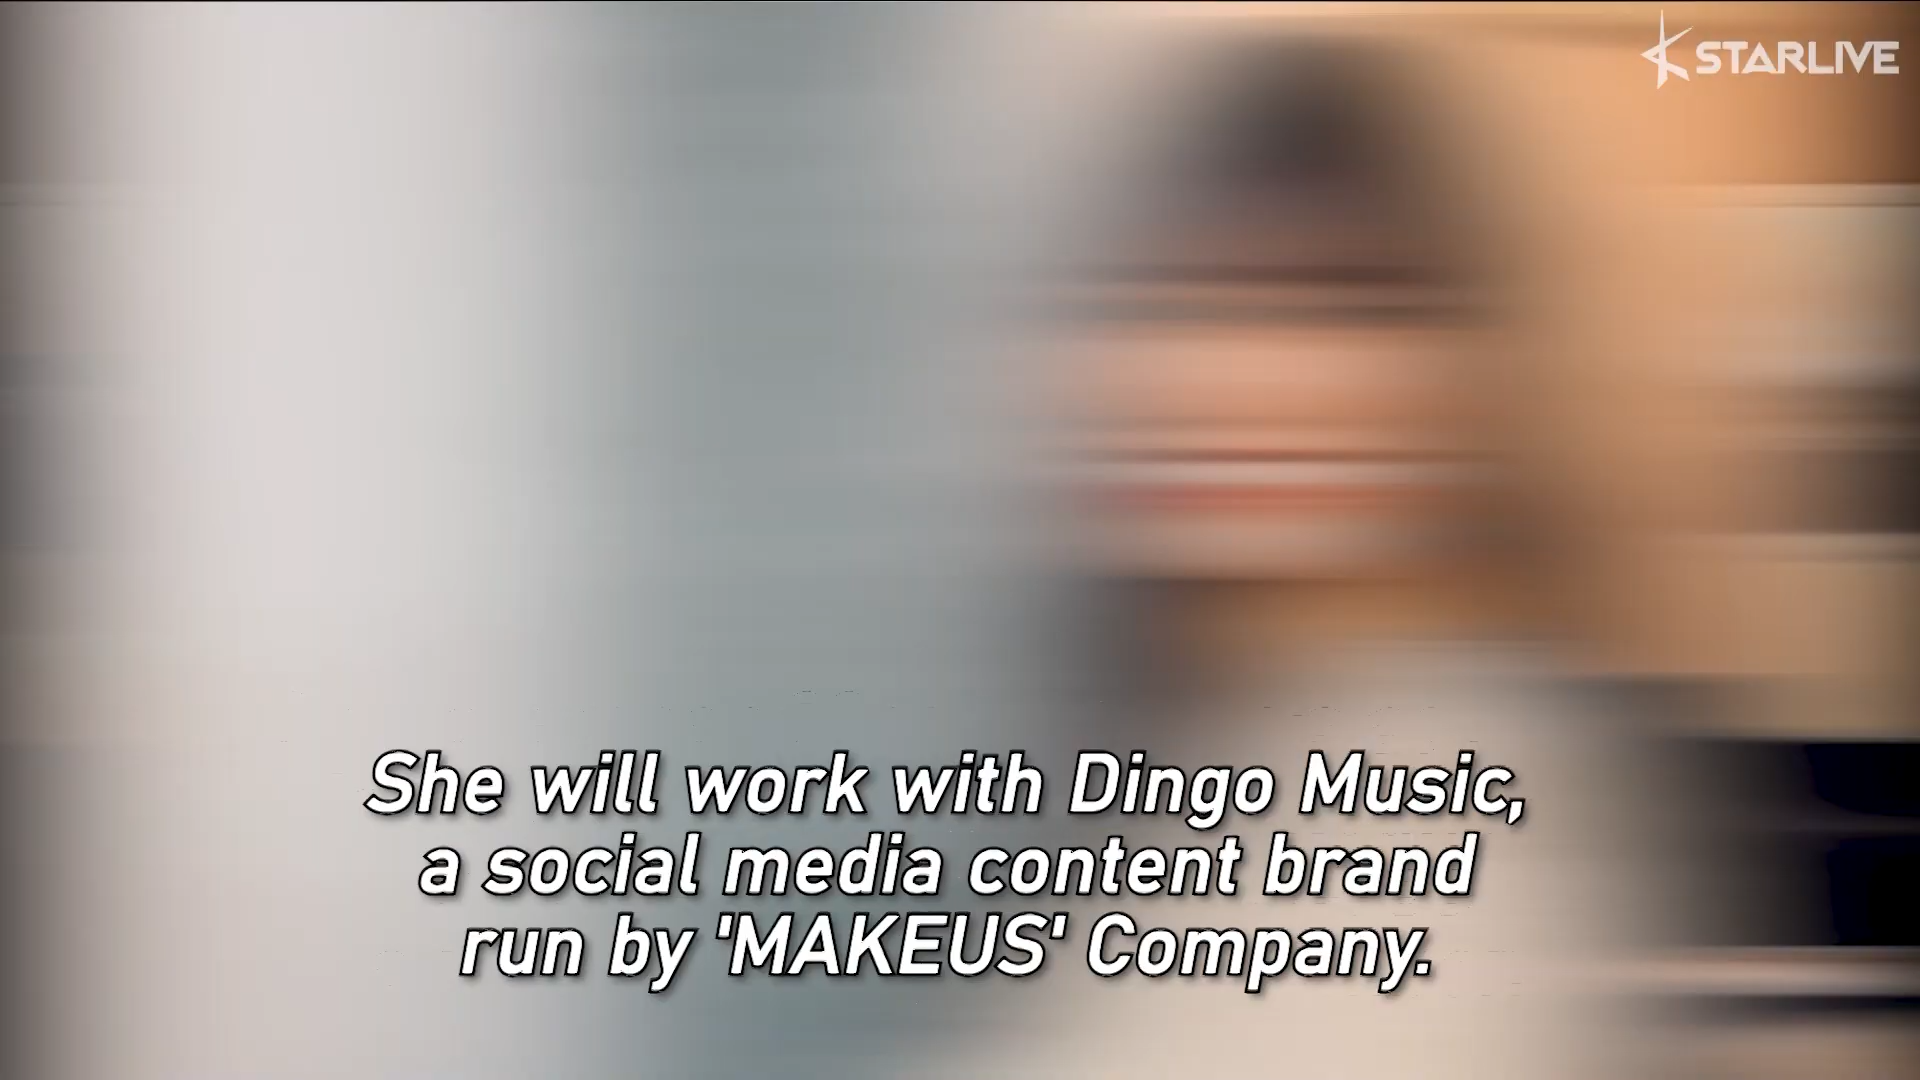 STARLIVE
She will work with Dingo Music,
a social media content brand
run by 'MAKEUS' Company.